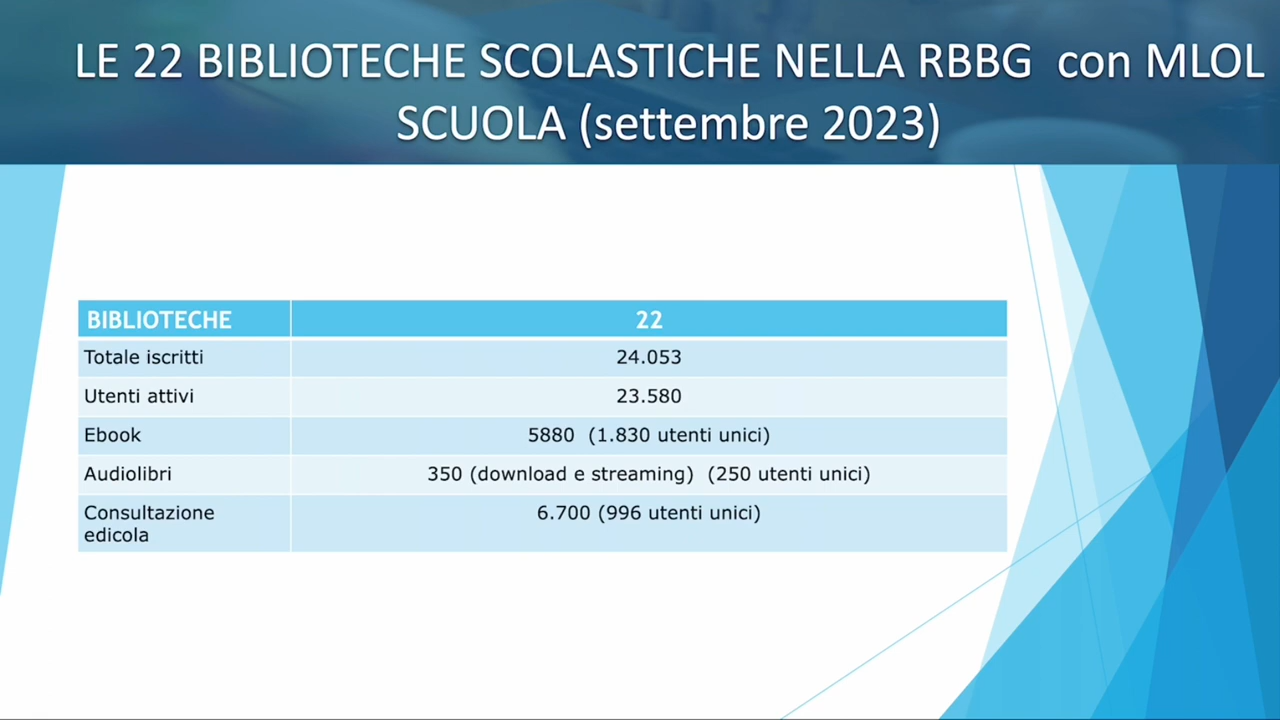 LE 22 BIBLIOTECHE SCOLASTICHE NELLA RBBG con MLOL
SCUOLA (settembre 2023)
BIBLIOTECHE 22
Totale iscritti 24.053
Utenti attivi 23.580
Ebook 5880 (1.830 utenti unici)
Audiolibri 350 (download e streaming) (250 utenti unici)
Consultazione 6.700 (996 utenti unici)
edicola